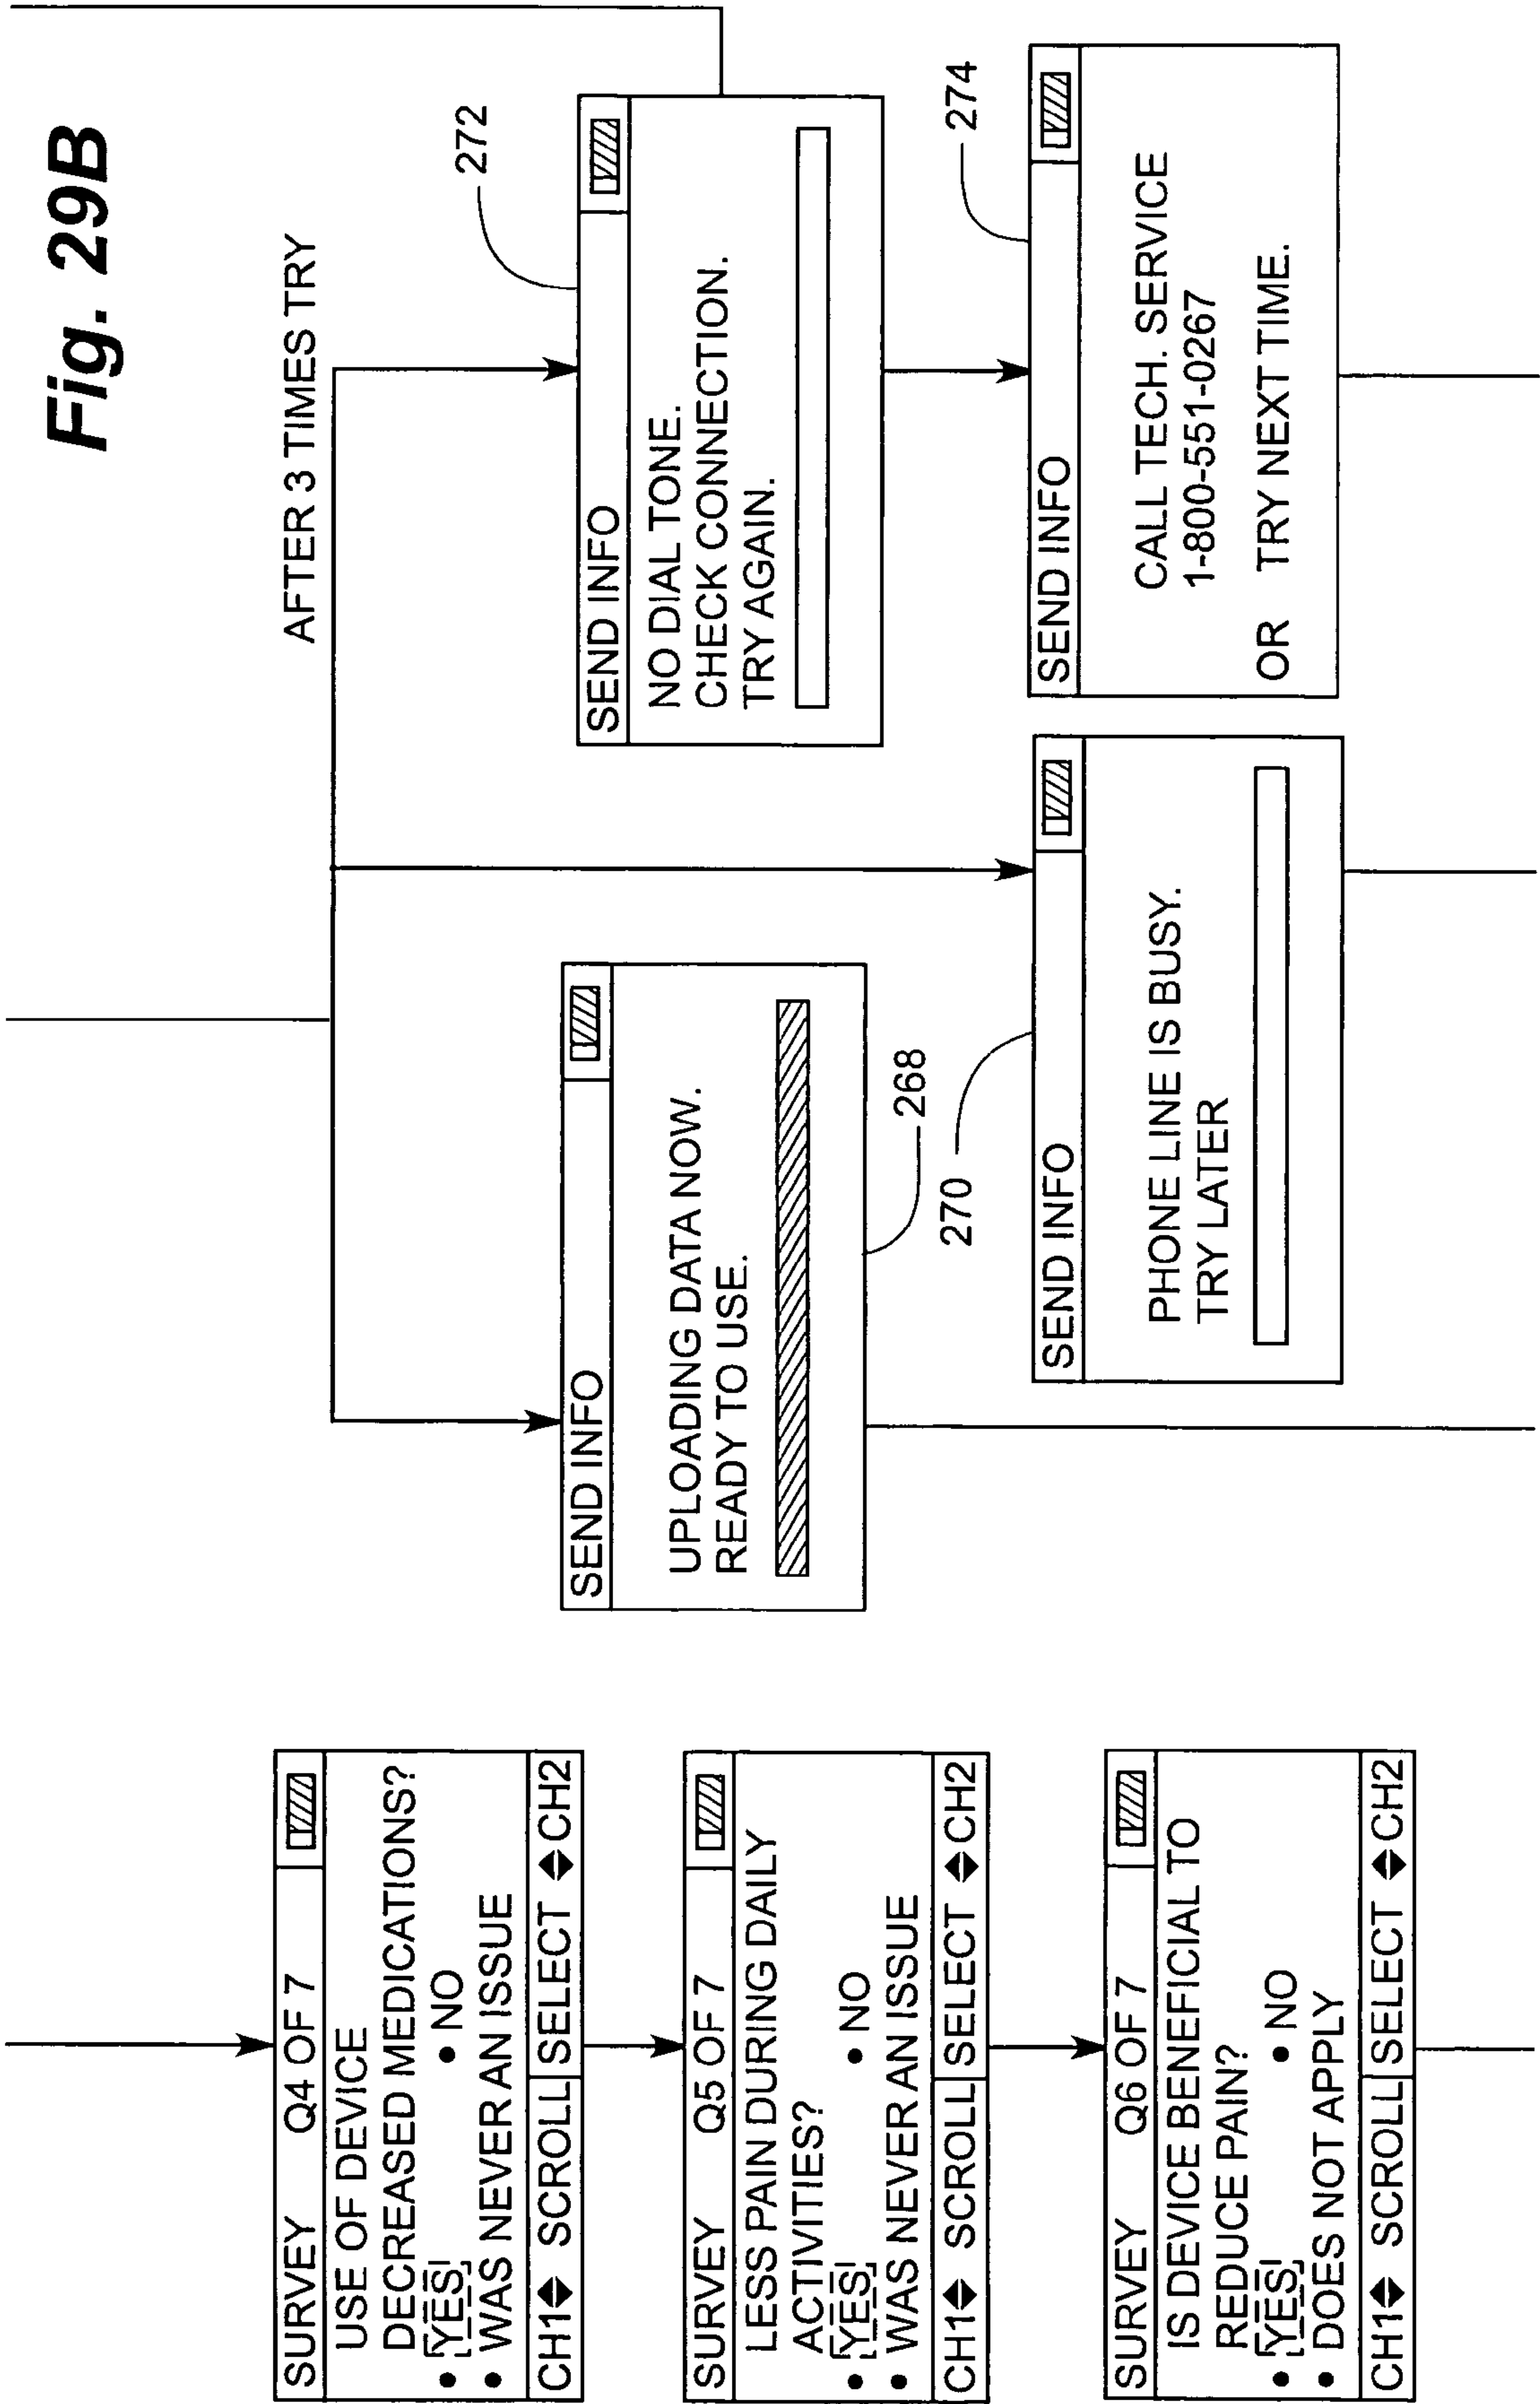 Fig. 29B
SURVEY Q4 OF 7
USE OF DEVICE
DECREASED MEDICATIONS?
• YES • NO
• WAS NEVER AN ISSUE
CH1 SCROLL SELECT CH2
SURVEY Q5 OF 7
LESS PAIN DURING DAILY
ACTIVITIES?
• YES • NO
• WAS NEVER AN ISSUE
CH1 SCROLL SELECT CH2
SURVEY Q6 OF 7
IS DEVICE BENEFICIAL TO
REDUCE PAIN?
• YES • NO
• DOES NOT APPLY
CH1 SCROLL SELECT CH2
AFTER 3 TIMES TRY
SEND INFO
UPLOADING DATA NOW.
READY TO USE.
268
270
SEND INFO
PHONE LINE IS BUSY.
TRY LATER
272
SEND INFO
NO DIAL TONE.
CHECK CONNECTION.
TRY AGAIN.
274
SEND INFO
CALL TECH. SERVICE
1-800-551-0267
OR TRY NEXT TIME.